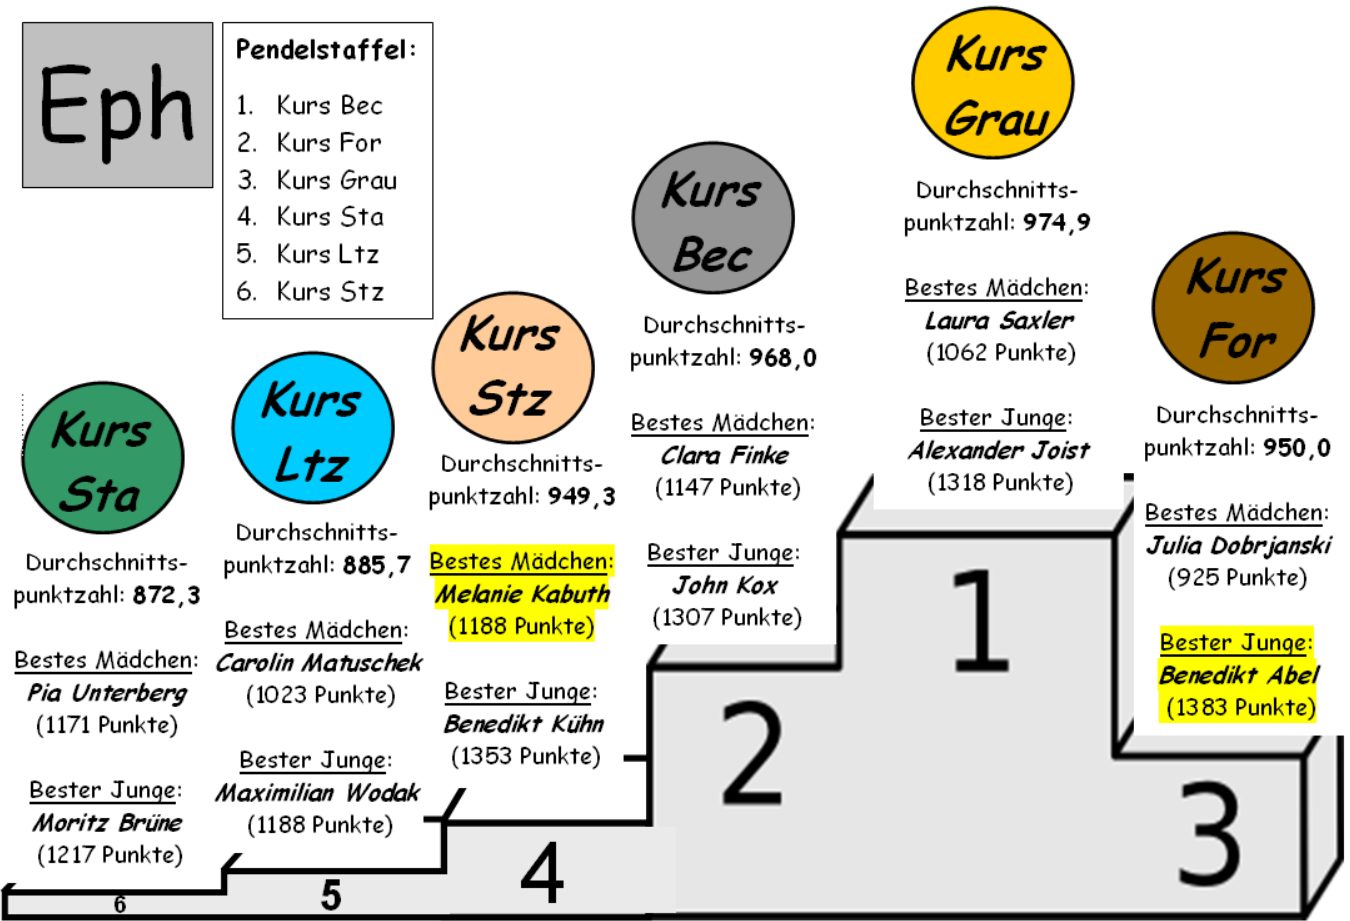 Eph
Pendelstaffel:
1. Kurs Bec
2. Kurs For
3. Kurs Grau
4. Kurs Sta
5. Kurs Ltz
6. Kurs Stz
Kurs
Sta
Durchschnitts-
punktzahl: 872,3
Bestes Mädchen:
Pia Unterberg
(1171 Punkte)
Bester Junge:
Moritz Brüne
(1217 Punkte)
6
Kurs
Ltz
Durchschnitts-
punktzahl: 885,7
Bestes Mädchen:
Carolin Matuschek
(1023 Punkte)
Bester Junge:
Maximilian Wodak
(1188 Punkte)
5
Kurs
Stz
Durchschnitts-
punktzahl: 949,3
Bestes Mädchen:
Melanie Kabuth
(1188 Punkte)
Bester Junge:
Benedikt Kühn
(1353 Punkte)
4
Kurs
Bec
Durchschnitts-
punktzahl: 968,0
Bestes Mädchen:
Clara Finke
(1147 Punkte)
Bester Junge:
John Kox
(1307 Punkte)
2
Kurs
Grau
Durchschnitts-
punktzahl: 974,9
Bestes Mädchen:
Laura Saxler
(1062 Punkte)
Bester Junge:
Alexander Joist
(1318 Punkte)
1
Kurs
For
Durchschnitts-
punktzahl: 950,0
Bestes Mädchen:
Julia Dobrjanski
(925 Punkte)
Bester Junge:
Benedikt Abel
(1383 Punkte)
3